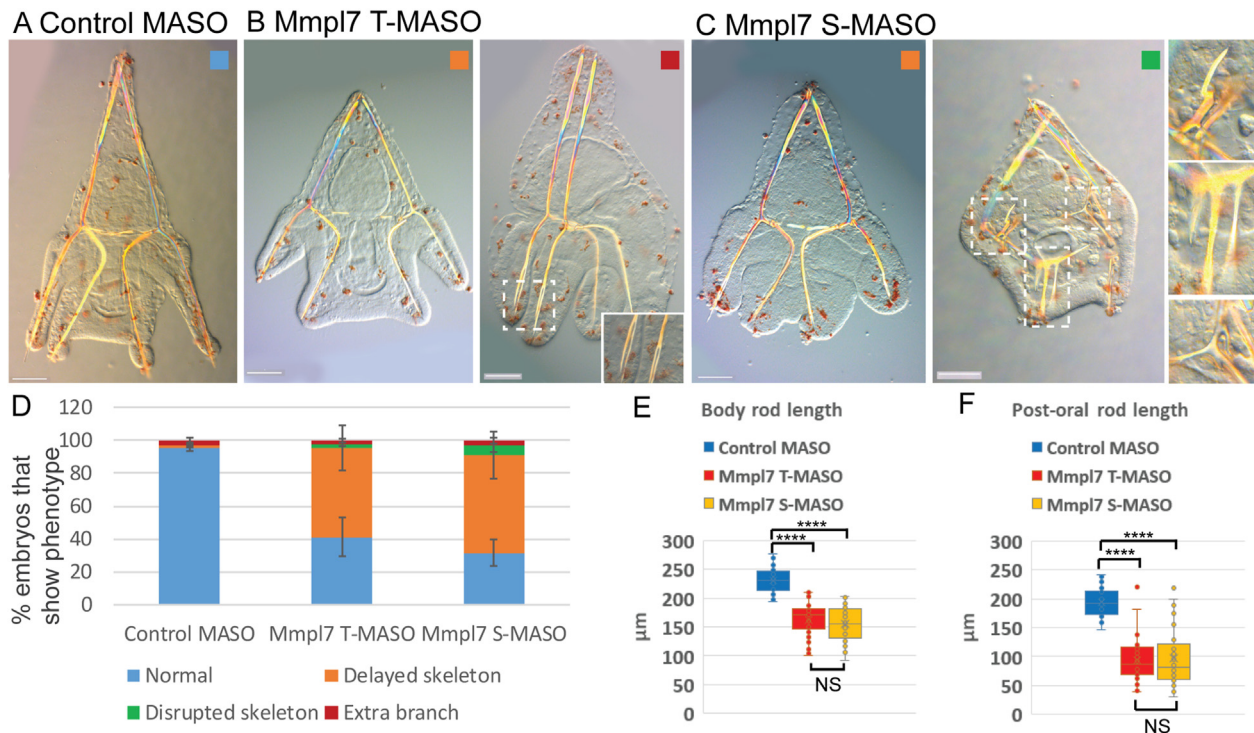 A Control MASO
B Mmpl7 T-MASO
C Mmpl7 S-MASO
D
% embryos that
show phenotype
120
100
80
60
40
20
0
Control MASO
Mmpl7 T-MASO
Mmpl7 S-MASO
Normal
Delayed skeleton
Disrupted skeleton
Extra branch
E
Body rod length
Control MASO
Mmpl7 T-MASO
Mmpl7 S-MASO
µm
300
250
200
150
100
50
0
****
****
NS
F
Post-oral rod length
Control MASO
Mmpl7 T-MASO
Mmpl7 S-MASO
µm
300
250
200
150
100
50
0
****
****
NS